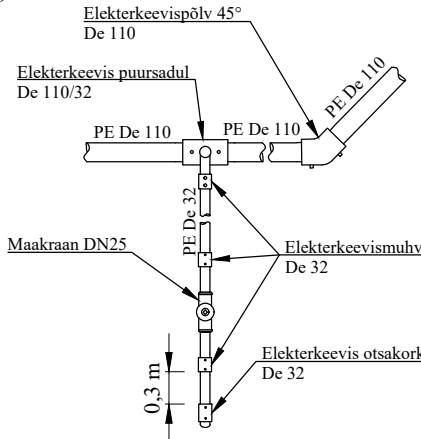 Elekterkeevispõlv 45°
De 110
Elekterkeevis puursadul
De 110/32
PE De 110
PE De 110
PE De 110
PE De 32
Maakraan DN25
Elekterkeevismuhv
De 32
0,3 m
Elekterkeevis otsakork
De 32